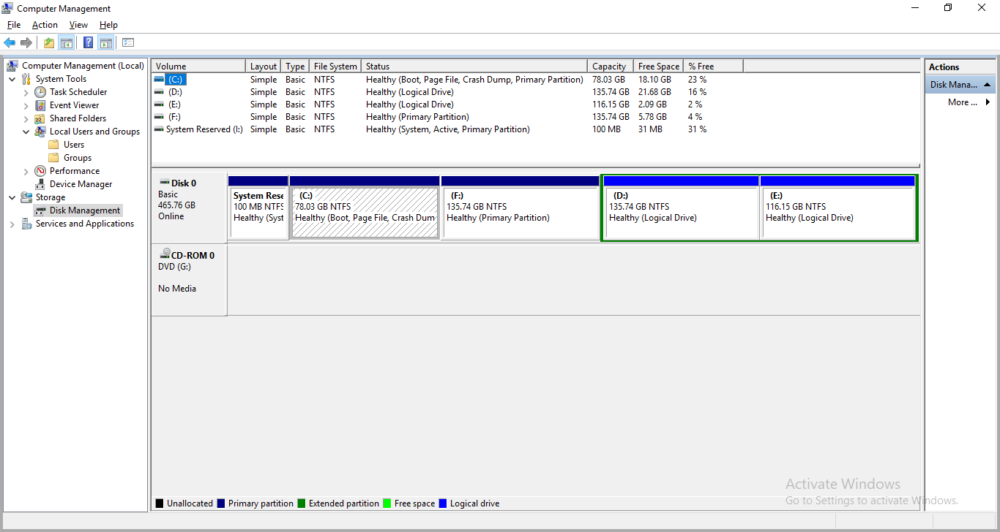 Computer Management
File Action View Help
Computer Management (Local)
System Tools
Task Scheduler
Event Viewer
Shared Folders
Local Users and Groups
Users
Groups
Performance
Device Manager
Storage
Disk Management
Services and Applications
Volume Layout Type File System Status Capacity Free Space % Free
(C:) Simple Basic NTFS Healthy (Boot, Page File, Crash Dump, Primary Partition) 78.03 GB 18.10 GB 23 %
(D:) Simple Basic NTFS Healthy (Logical Drive) 135.74 GB 21.68 GB 16 %
(E:) Simple Basic NTFS Healthy (Logical Drive) 116.15 GB 2.09 GB 2 %
(F:) Simple Basic NTFS Healthy (Primary Partition) 135.74 GB 5.78 GB 4 %
System Reserved (I:) Simple Basic NTFS Healthy (System, Active, Primary Partition) 100 MB 31 MB 31 %
Disk 0
Basic
465.76 GB
Online
System Rese
100 MB NTFS
Healthy (Syst
(C:)
78.03 GB NTFS
Healthy (Boot, Page File, Crash Dum
(F:)
135.74 GB NTFS
Healthy (Primary Partition)
(D:)
135.74 GB NTFS
Healthy (Logical Drive)
(E:)
116.15 GB NTFS
Healthy (Logical Drive)
CD-ROM 0
DVD (G:)
No Media
Unallocated Primary partition Extended partition Free space Logical drive
Actions
Disk Mana...
More ...
Activate Windows
Go to Settings to activate Windows.